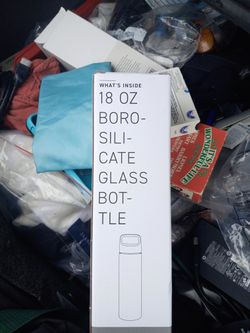 WHAT'S INSIDE
18 OZ
BORO-
SILI-
CATE
GLASS
BOT-
TLE